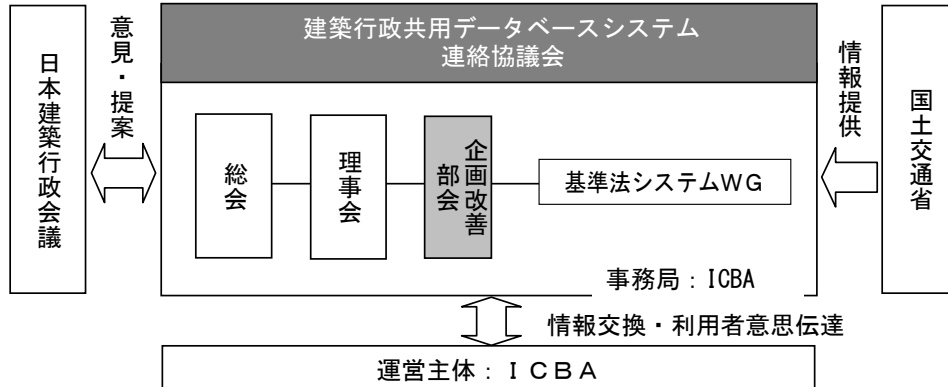 建築行政共用データベースシステム
連絡協議会
日本建築行政会議
意見・提案
総会
理事会
企画改善
部会
基準法システムWG
情報提供
国土交通省
事務局：ICBA
情報交換・利用者意思伝達
運営主体：ＩＣＢＡ